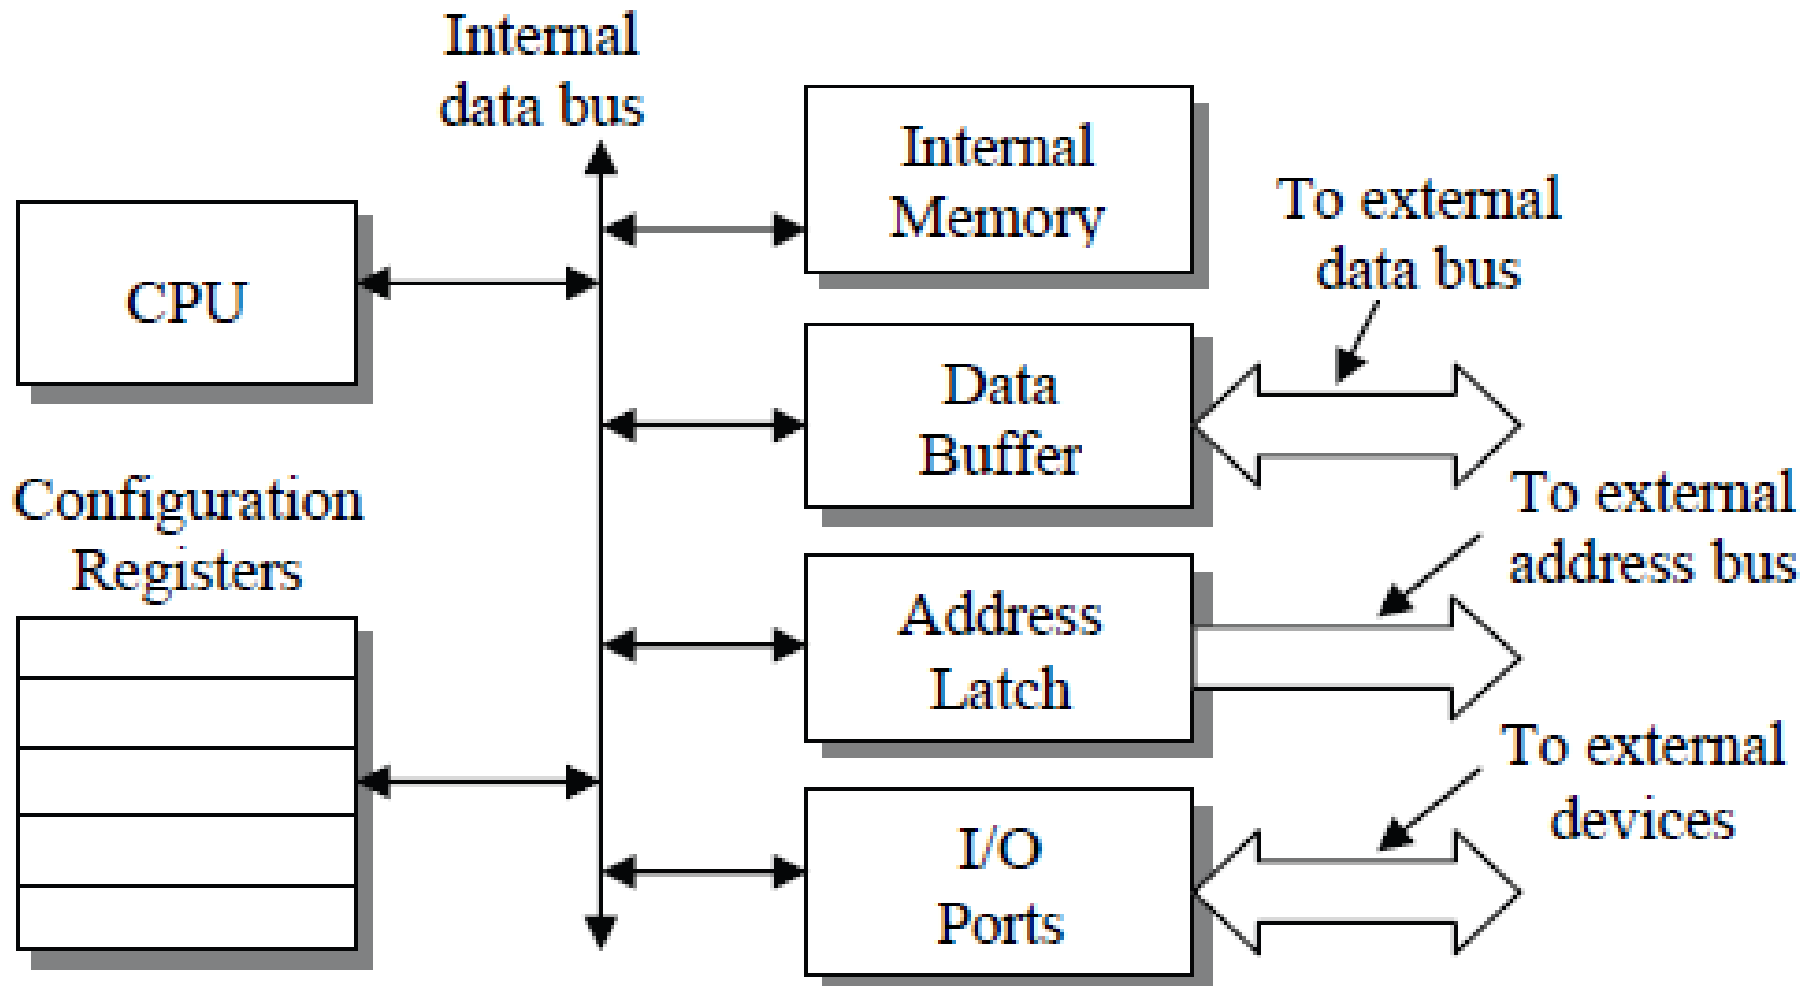 Internal
data bus
CPU
Configuration
Registers
Internal
Memory
Data
Buffer
Address
Latch
I/O
Ports
To external
data bus
To external
address bus
To external
devices